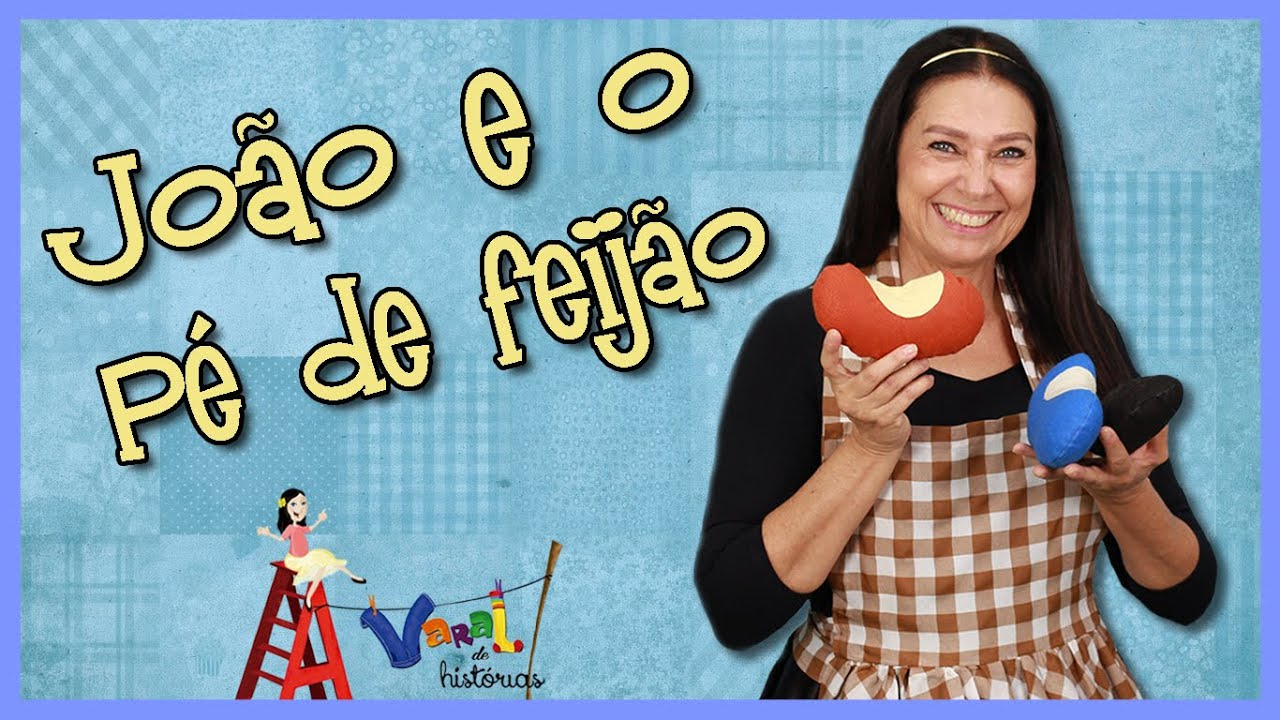 João e o
Pé de feijão
Varal
de
histórias